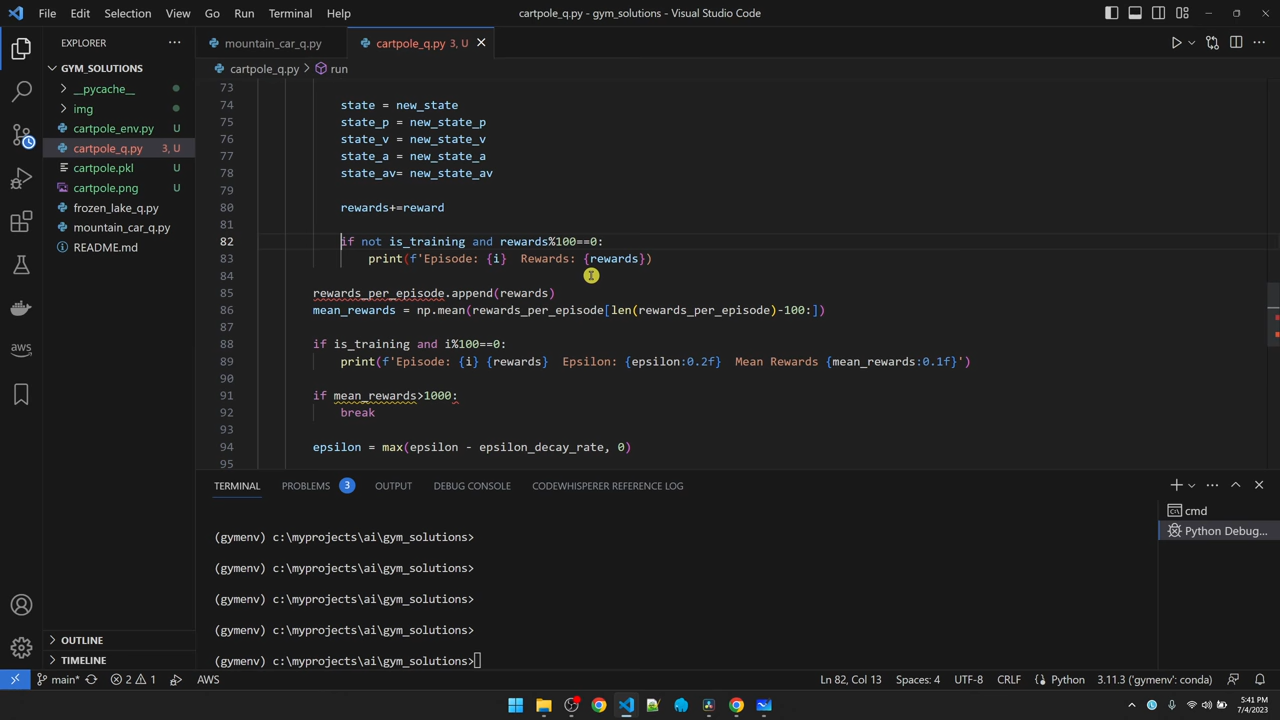 File Edit Selection View Go Run Terminal Help
cartpole_q.py - gym_solutions - Visual Studio Code
EXPLORER
GYM_SOLUTIONS
__pycache__
img
cartpole_env.py U
cartpole_q.py 3, U
cartpole.pkl U
cartpole.png U
frozen_lake_q.py
mountain_car_q.py
README.md
OUTLINE
TIMELINE
mountain_car_q.py
cartpole_q.py 3, U
cartpole_q.py > run
73
74 state = new_state
75 state_p = new_state_p
76 state_v = new_state_v
77 state_a = new_state_a
78 state_av= new_state_av
79
80 rewards+=reward
81
82 if not is_training and rewards%100==0:
83 print(f'Episode: {i}  Rewards: {rewards})
84
85 rewards_per_episode.append(rewards)
86 mean_rewards = np.mean(rewards_per_episode[len(rewards_per_episode)-100:])
87
88 if is_training and i%100==0:
89 print(f'Episode: {i} {rewards}  Epsilon: {epsilon:0.2f}  Mean Rewards {mean_rewards:0.1f}')
90
91 if mean_rewards>1000:
92 break
93
94 epsilon = max(epsilon - epsilon_decay_rate, 0)
95
TERMINAL PROBLEMS 3 OUTPUT DEBUG CONSOLE CODEWHISPERER REFERENCE LOG
(gymenv) c:\myprojects\ai\gym_solutions>
(gymenv) c:\myprojects\ai\gym_solutions>
(gymenv) c:\myprojects\ai\gym_solutions>
(gymenv) c:\myprojects\ai\gym_solutions>
(gymenv) c:\myprojects\ai\gym_solutions>
cmd
Python Debug...
aws
main* 2 1 AWS
Ln 82, Col 13 Spaces: 4 UTF-8 CRLF Python 3.11.3 ('gymenv': conda)
5:41 PM
7/4/2023